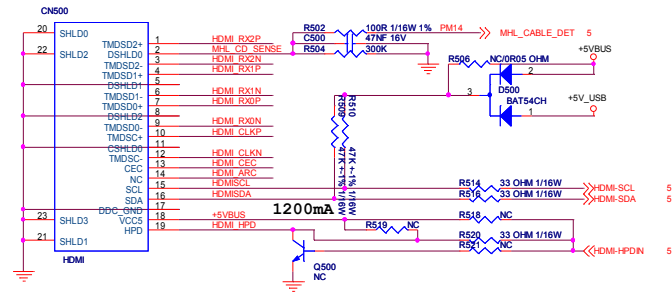 CN500
20 SHLD0
22 SHLD2
TMDSD2+ 1 HDMI_RX2P
DSHLD0 2 MHL_CD_SENSE
TMDSD2- 3 HDMI_RX2N
TMDSD1+ 4 HDMI_RX1P
DSHLD1 5
TMDSD1- 6 HDMI_RX1N
TMDSD0+ 7 HDMI_RX0P
DSHLD2 8
TMDSD0- 9 HDMI_RX0N
TMDSC+ 10 HDMI_CLKP
CSHLD0 11
TMDSC- 12 HDMI_CLKN
CEC 13 HDMI_CEC
NC 14 HDMI_ARC
SCL 15 HDMISCL
SDA 16 HDMISDA
DDC_GND 17
23 SHLD3
VCC5 18 +5VBUS
HPD 19 HDMI_HPD
21 SHLD1
HDMI
R502 100R 1/16W 1% PM14 MHL_CABLE_DET 5
C500 47NF 16V
R504 300K
R506 NC/0R05 OHM
+5VBUS
2
D500
3
BAT54CH
+5V_USB
1
R509 47K +-1% 1/16W
R510 47K +-1% 1/16W
1200mA
R514 33 OHM 1/16W HDMI-SCL 5
R516 33 OHM 1/16W HDMI-SDA 5
R518 NC
R519 NC
R520 33 OHM 1/16W
R521 NC
HDMI-HPDIN 5
Q500
NC